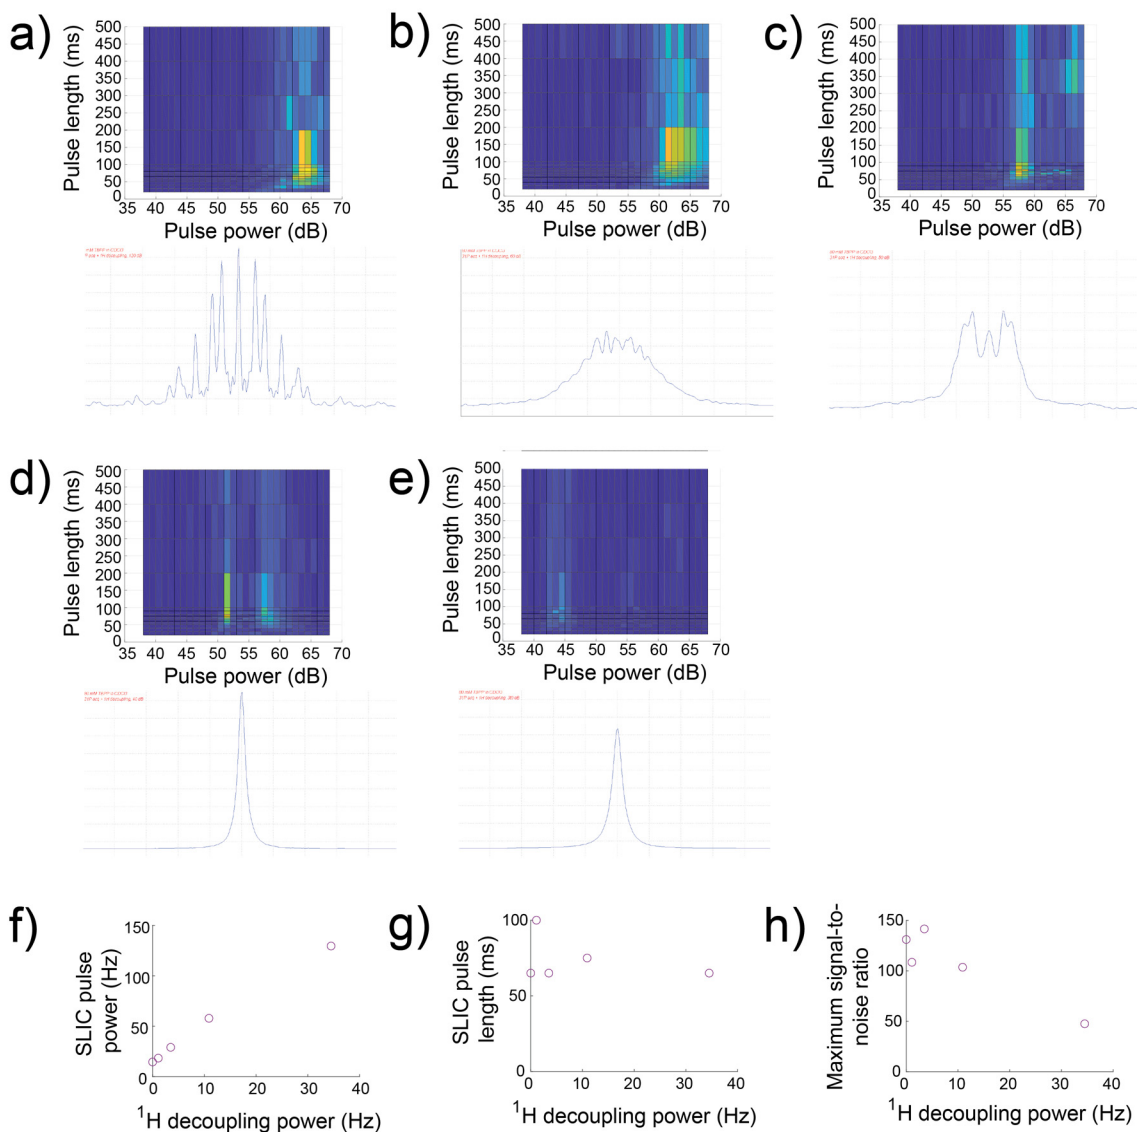 a)
Pulse length (ms)
500
450
400
350
300
250
200
150
100
50
0
35 40 45 50 55 60 65 70
Pulse power (dB)
b)
Pulse length (ms)
500
450
400
350
300
250
200
150
100
50
0
35 40 45 50 55 60 65 70
Pulse power (dB)
c)
Pulse length (ms)
500
450
400
350
300
250
200
150
100
50
0
35 40 45 50 55 60 65 70
Pulse power (dB)
d)
Pulse length (ms)
500
450
400
350
300
250
200
150
100
50
0
35 40 45 50 55 60 65 70
Pulse power (dB)
e)
Pulse length (ms)
500
450
400
350
300
250
200
150
100
50
0
35 40 45 50 55 60 65 70
Pulse power (dB)
f)
SLIC pulse
power (Hz)
150
100
50
0
0 10 20 30 40
1H decoupling power (Hz)
g)
SLIC pulse
length (ms)
100
50
0
0 10 20 30 40
1H decoupling power (Hz)
h)
Maximum signal-to-
noise ratio
150
100
50
0
0 10 20 30 40
1H decoupling power (Hz)